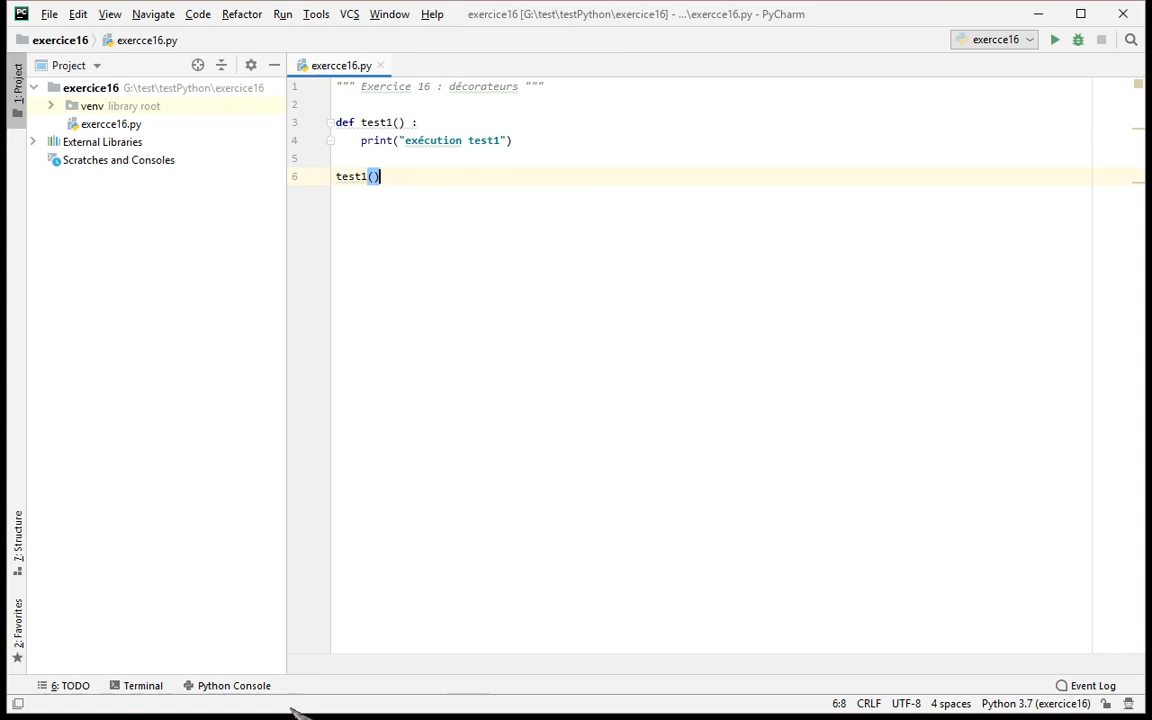 File Edit View Navigate Code Refactor Run Tools VCS Window Help exercice16 [G:\test\testPython\exercice16] - ...\exercce16.py - PyCharm
exercice16 exercce16.py exercce16
1: Project
Project
exercce16.py
exercice16 G:\test\testPython\exercice16
venv library root
exercce16.py
External Libraries
Scratches and Consoles
1 """ Exercice 16 : décorateurs """
2
3 def test1() :
4 print("exécution test1")
5
6 test1()
7: Structure
2: Favorites
6: TODO Terminal Python Console Event Log
6:8 CRLF UTF-8 4 spaces Python 3.7 (exercice16)